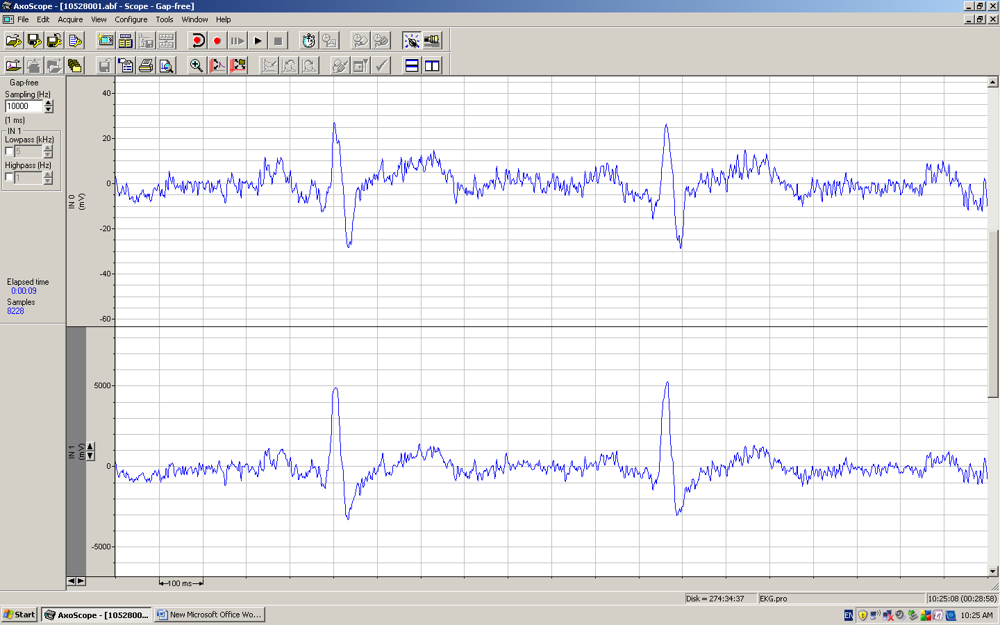 AxoScope - [10528001.abf - Scope - Gap-free]
File Edit Acquire View Configure Tools Window Help
Gap-free
Sampling (Hz)
10000
(1 ms)
IN 1
Lowpass (kHz)
5
Highpass (Hz)
1
Elapsed time
0:00:09
Samples
8228
40
20
0
-20
-40
-60
IN 0
(mV)
5000
0
-5000
IN 1
(mV)
100 ms
Disk = 274:34:37
EKG.pro
10:25:08 (00:28:58)
Start
AxoScope - [1052800...
New Microsoft Office Wo...
EN
10:25 AM